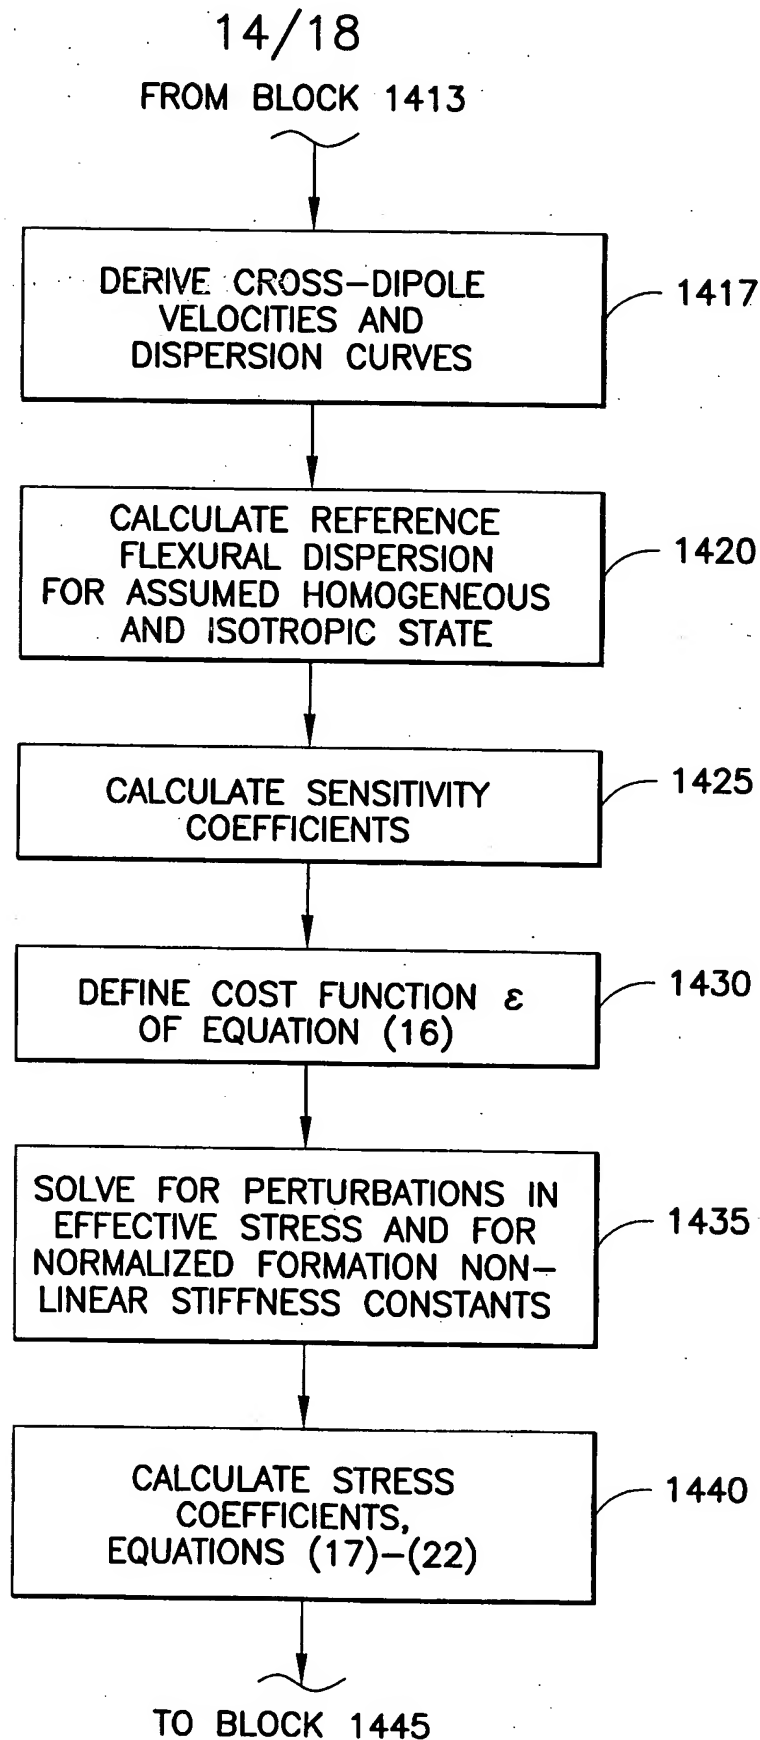 14/18
FROM BLOCK 1413
DERIVE CROSS-DIPOLE
VELOCITIES AND
DISPERSION CURVES
1417
CALCULATE REFERENCE
FLEXURAL DISPERSION
FOR ASSUMED HOMOGENEOUS
AND ISOTROPIC STATE
1420
CALCULATE SENSITIVITY
COEFFICIENTS
1425
DEFINE COST FUNCTION ε
OF EQUATION (16)
1430
SOLVE FOR PERTURBATIONS IN
EFFECTIVE STRESS AND FOR
NORMALIZED FORMATION NON-
LINEAR STIFFNESS CONSTANTS
1435
CALCULATE STRESS
COEFFICIENTS,
EQUATIONS (17)-(22)
1440
TO BLOCK 1445